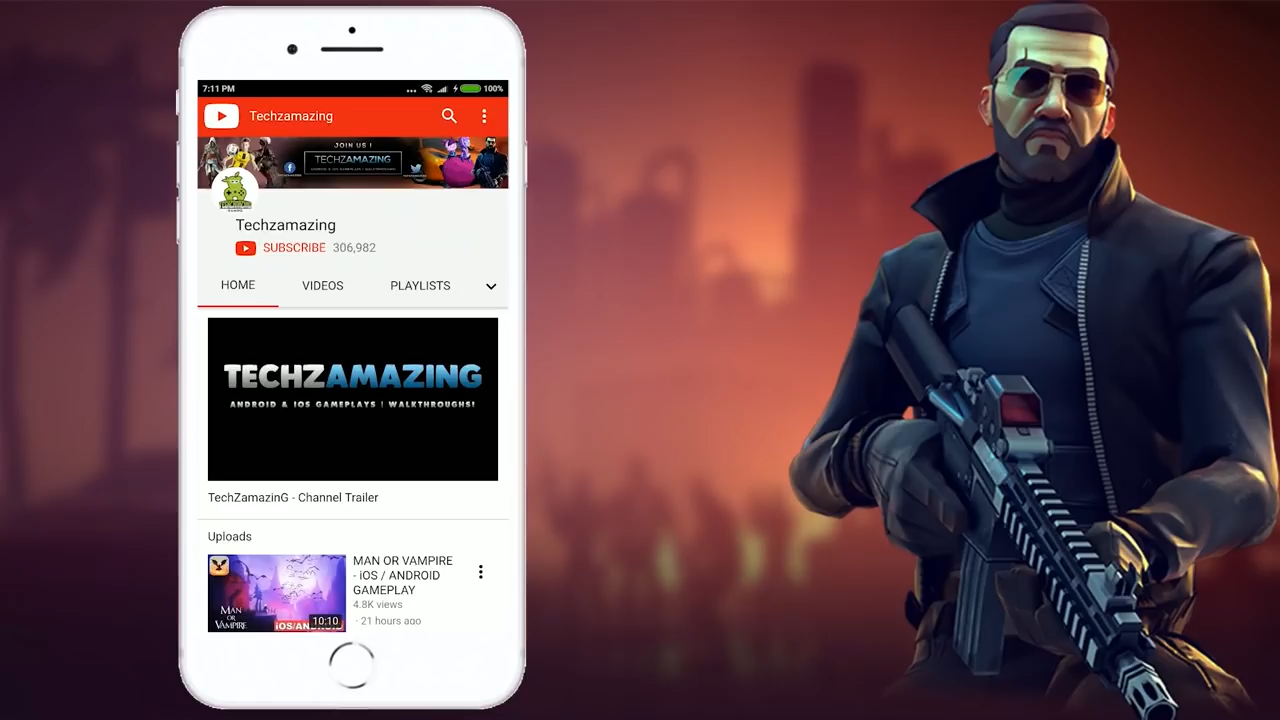 7:11 PM
100%
Techzamazing
JOIN US !
TECHZAMAZING
Techzamazing
SUBSCRIBE 306,982
HOME
VIDEOS
PLAYLISTS
TECHZAMAZING
ANDROID & IOS GAMEPLAYS | WALKTHROUGHS!
TechZamazinG - Channel Trailer
Uploads
MAN OR VAMPIRE
- iOS / ANDROID
GAMEPLAY
4.8K views
· 21 hours ago
MAN
OR
VAMPIRE
10:10